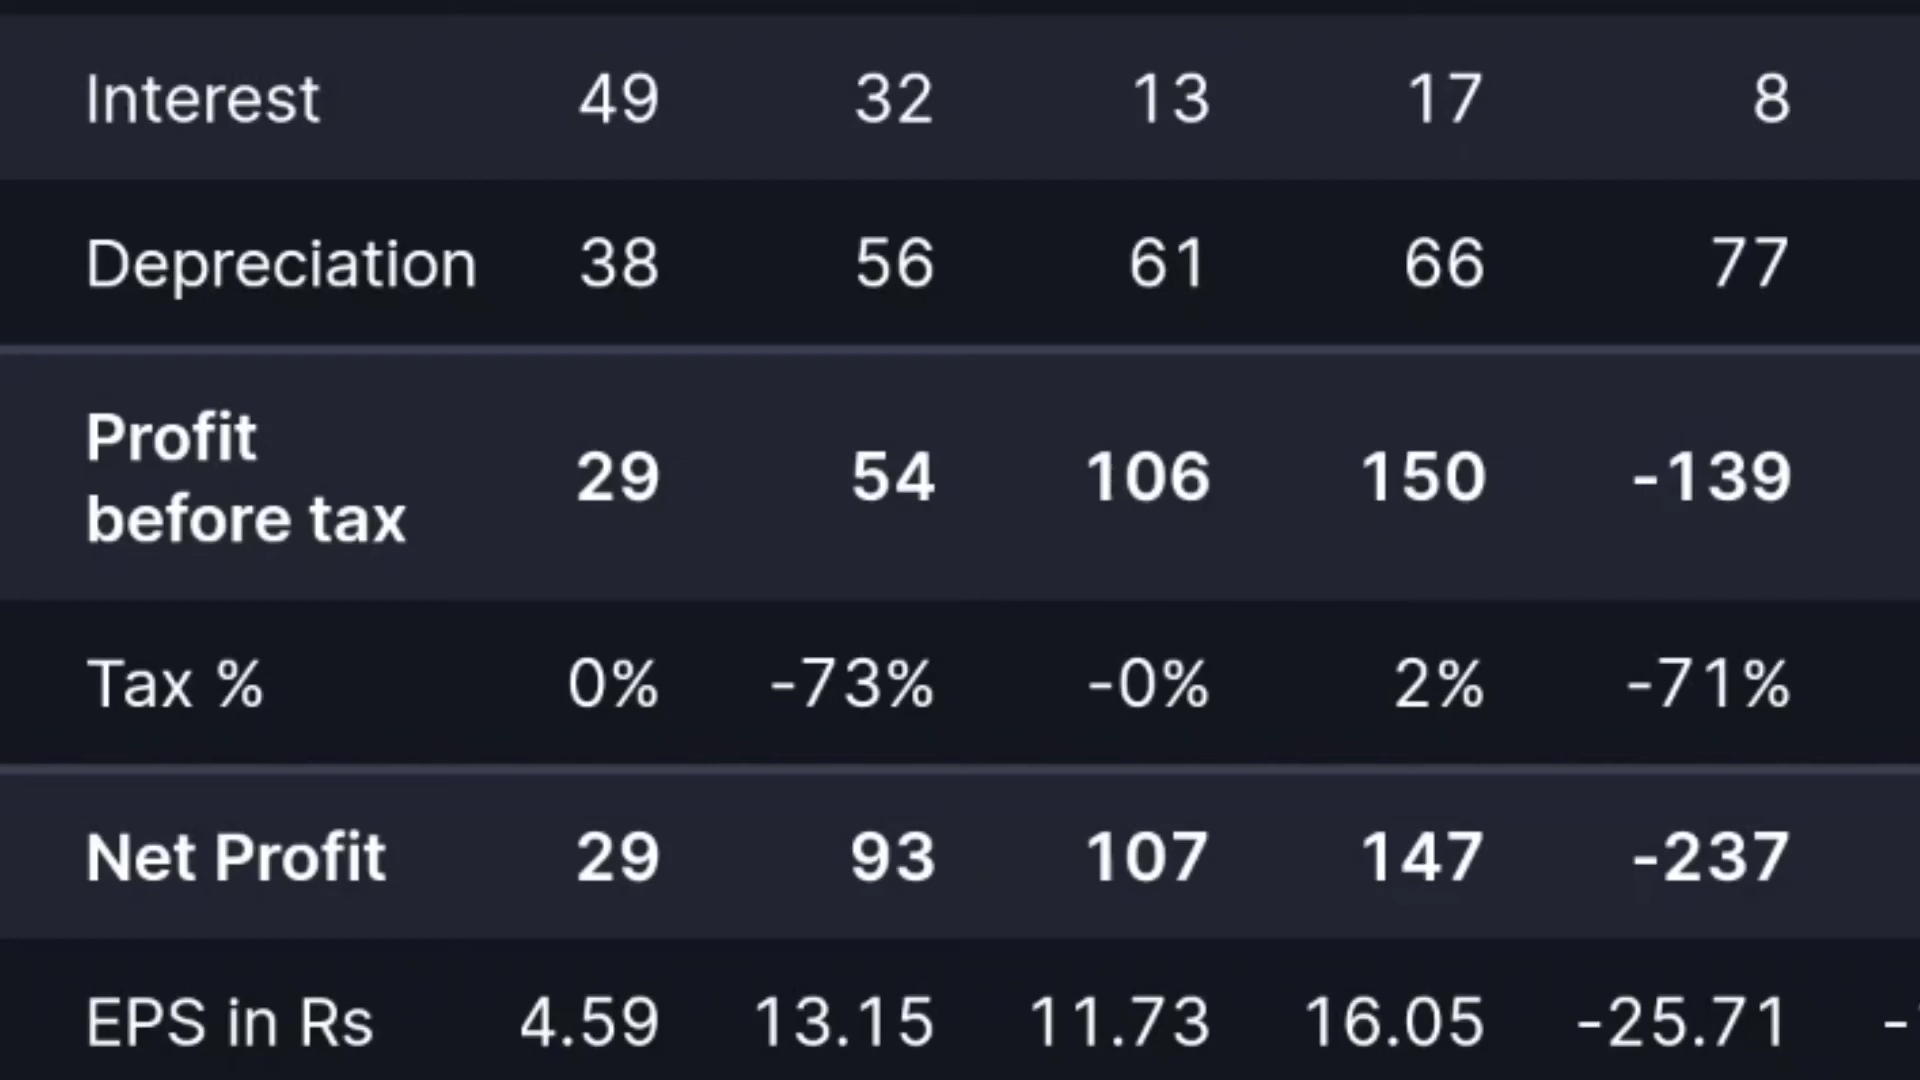 Interest 49 32 13 17 8
Depreciation 38 56 61 66 77
Profit
before tax 29 54 106 150 -139
Tax % 0% -73% -0% 2% -71%
Net Profit 29 93 107 147 -237
EPS in Rs 4.59 13.15 11.73 16.05 -25.71